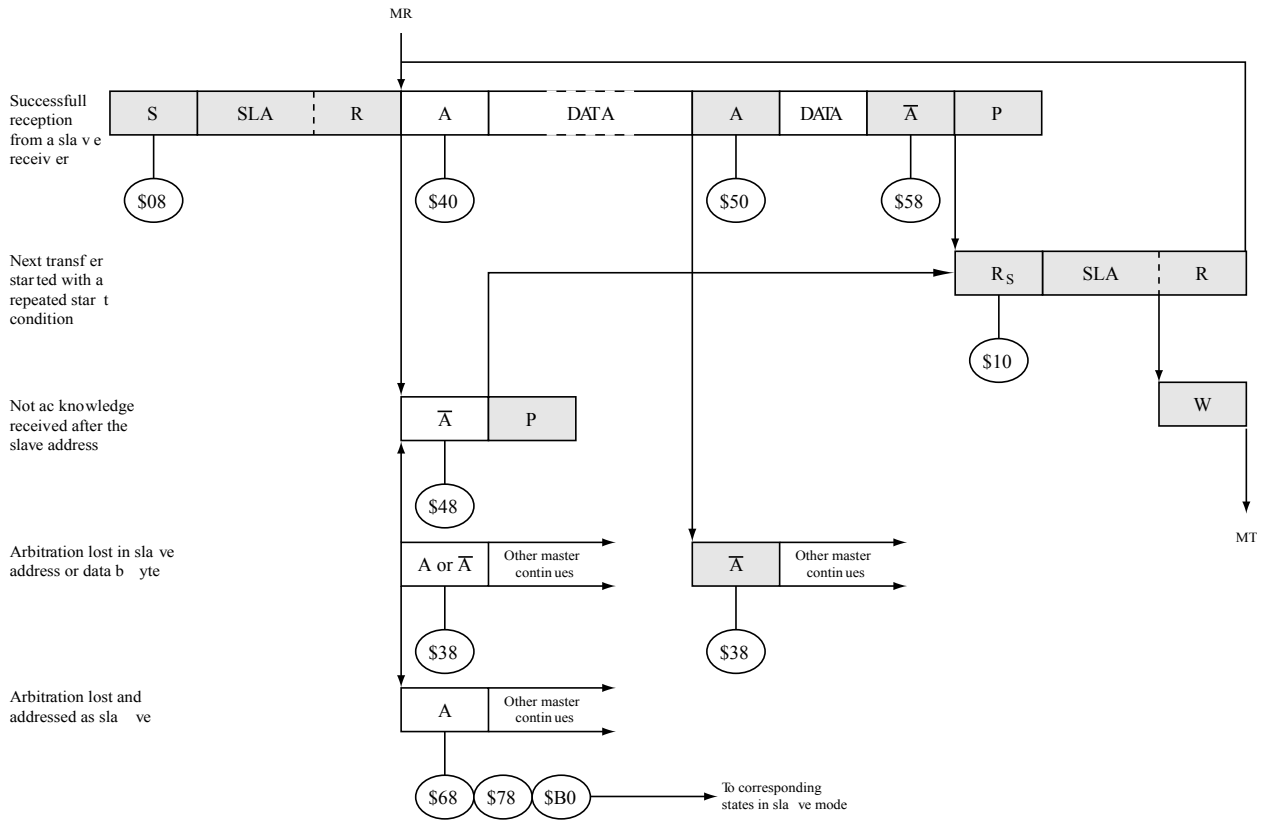 MR
Successfull
reception
from a sla v e
receiv er
S
SLA
R
A
DATA
A
DATA
A̅
P
$08
$40
$50
$58
Next transf er
star ted with a
repeated star t
condition
RS
SLA
R
$10
Not ac knowledge
received after the
slave address
A̅
P
W
$48
MT
Arbitration lost in sla ve
address or data b yte
A or A̅
Other master
contin ues
A̅
Other master
contin ues
$38
$38
Arbitration lost and
addressed as sla ve
A
Other master
contin ues
$68
$78
$B0
To corresponding
states in sla ve mode